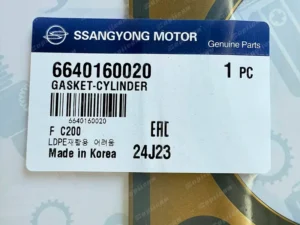 SSANGYONG MOTOR
Genuine Parts
6640160020 1 PC
GASKET-CYLINDER
6640160020
F C200 EAC
LDPE재활용 어려움
Made in Korea 24J23